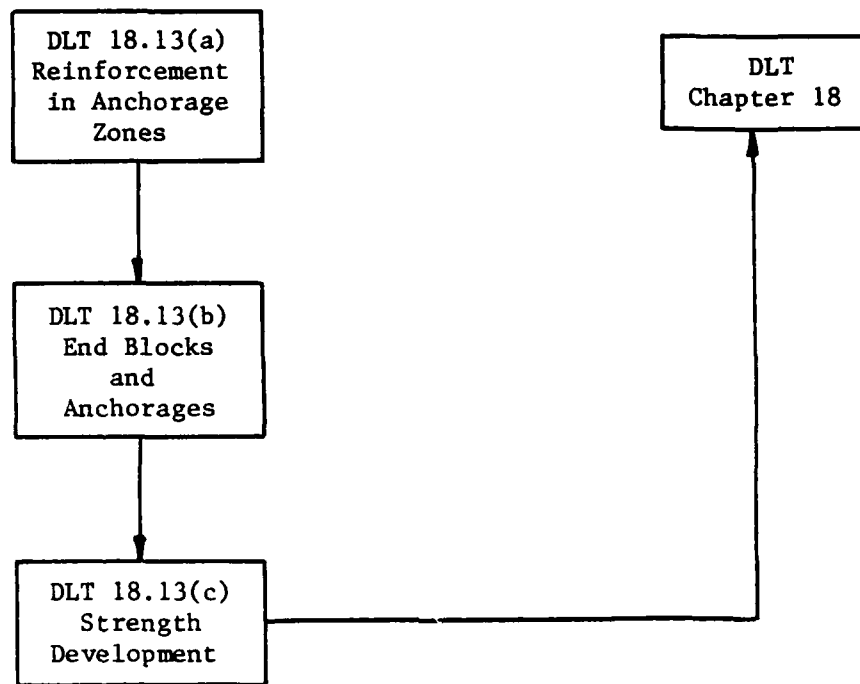 DLT 18.13(a)
Reinforcement
in Anchorage
Zones
DLT
Chapter 18
DLT 18.13(b)
End Blocks
and
Anchorages
DLT 18.13(c)
Strength
Development